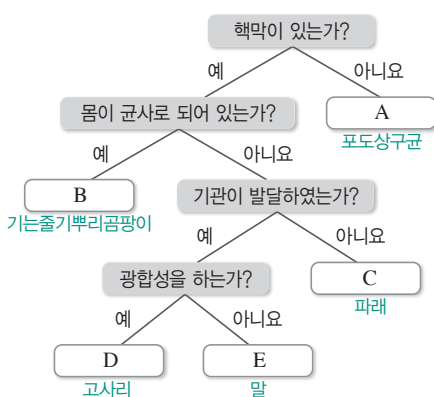 핵막이 있는가?
예 아니요
몸이 균사로 되어 있는가? A
포도상구균
예 아니요
B 기관이 발달하였는가?
기는줄기뿌리곰팡이
예 아니요
광합성을 하는가? C
파래
예 아니요
D E
고사리 말